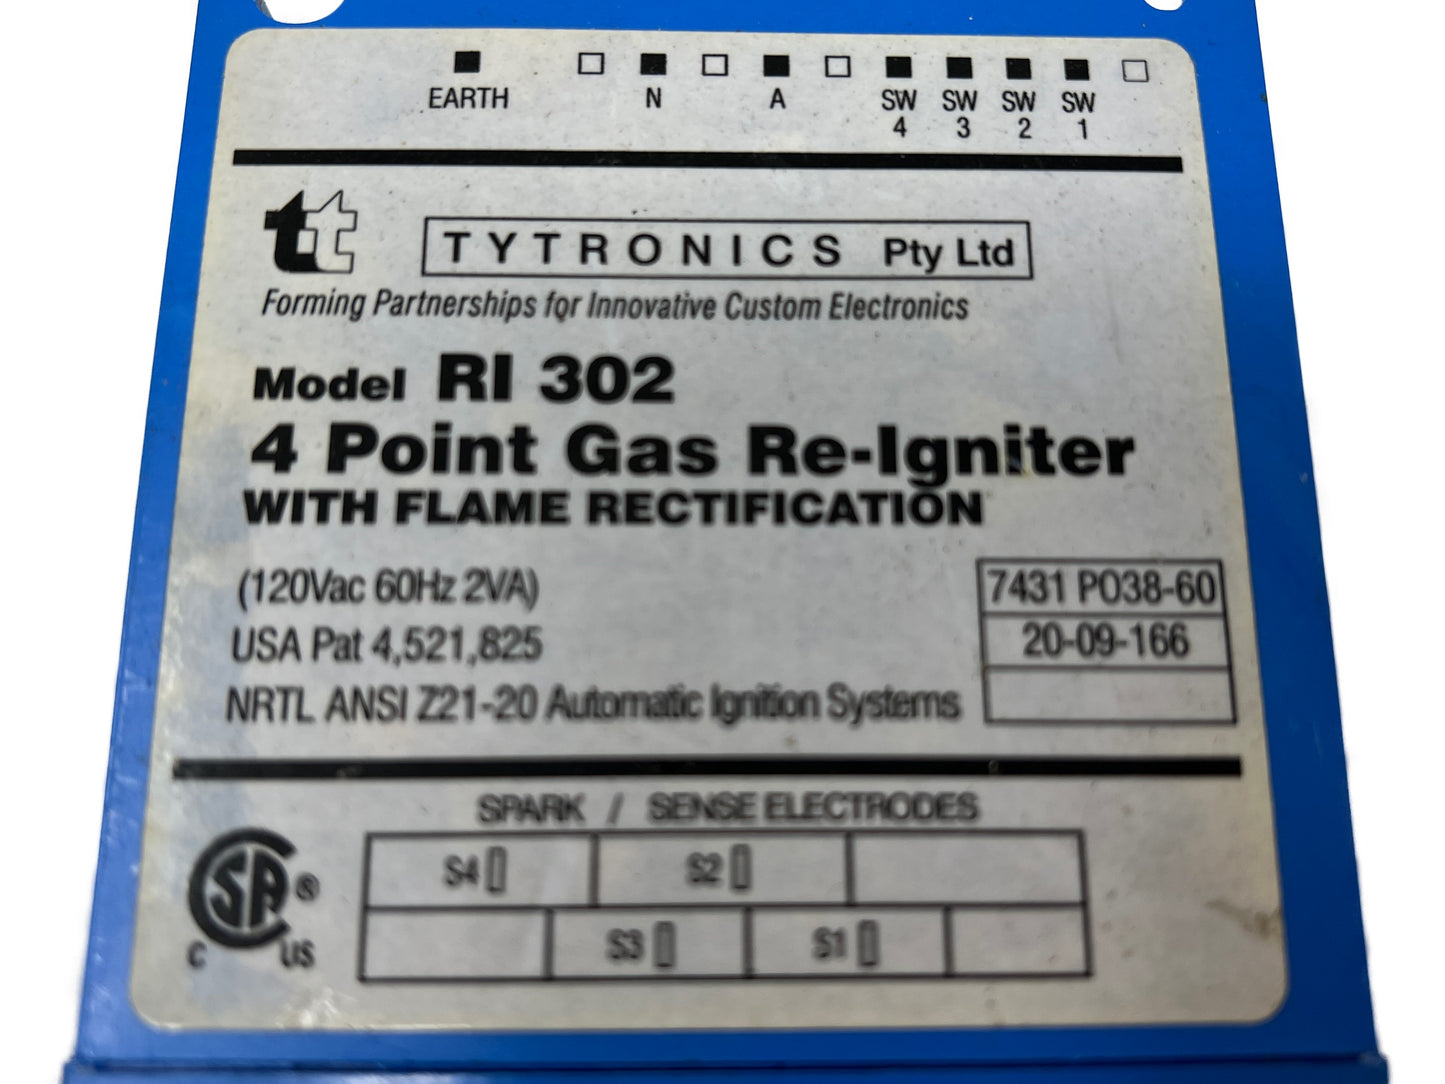 EARTH N A SW 4 SW 3 SW 2 SW 1
tt TYTRONICS Pty Ltd
Forming Partnerships for Innovative Custom Electronics
Model RI 302
4 Point Gas Re-Igniter
WITH FLAME RECTIFICATION
(120Vac 60Hz 2VA) 7431 PO38-60
USA Pat 4,521,825 20-09-166
NRTL ANSI Z21-20 Automatic Ignition Systems
SPARK / SENSE ELECTRODES
S4 S2
S3 S1
CSA ®
C US